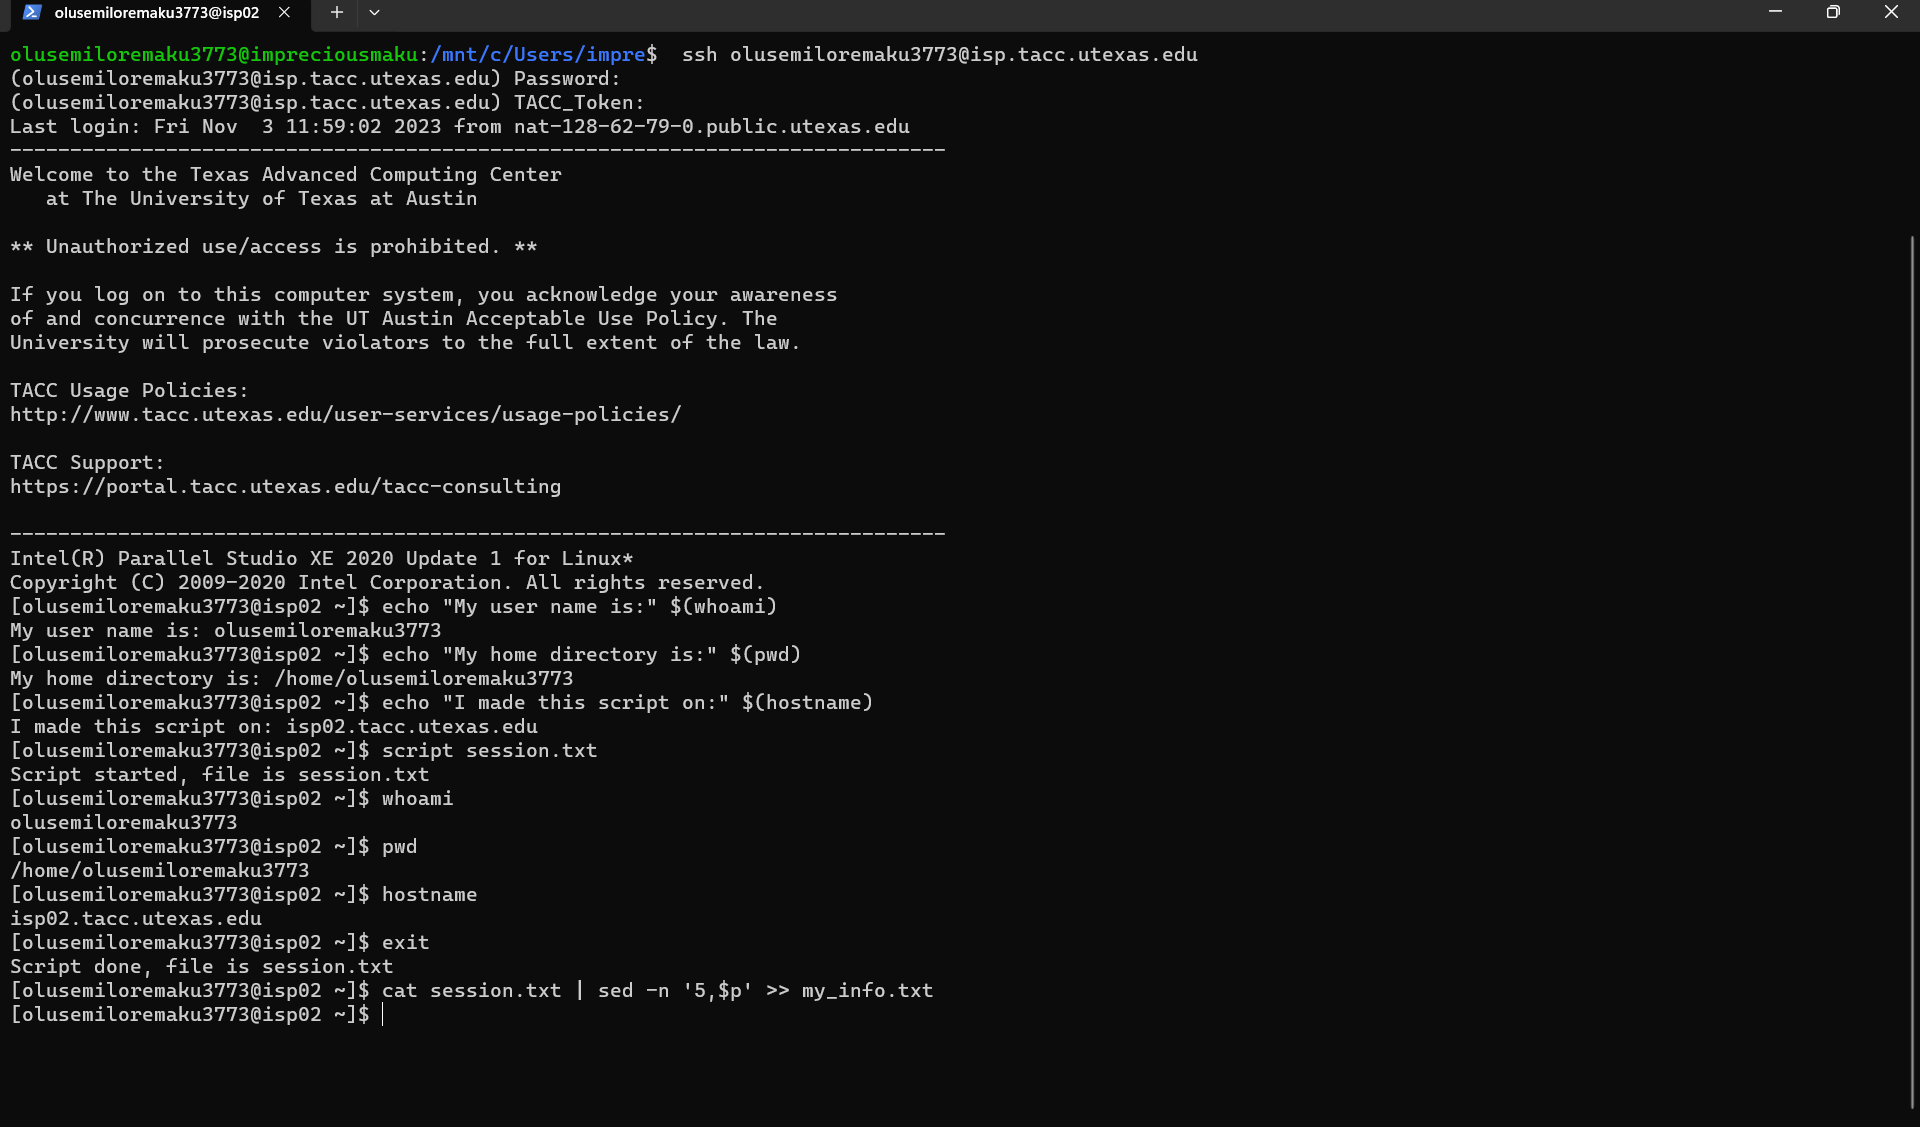 olusemiloremaku3773@isp02
olusemiloremaku3773@impreciousmaku:/mnt/c/Users/impre$  ssh olusemiloremaku3773@isp.tacc.utexas.edu
(olusemiloremaku3773@isp.tacc.utexas.edu) Password:
(olusemiloremaku3773@isp.tacc.utexas.edu) TACC_Token:
Last login: Fri Nov  3 11:59:02 2023 from nat-128-62-79-0.public.utexas.edu
------------------------------------------------------------------------------
Welcome to the Texas Advanced Computing Center
   at The University of Texas at Austin
** Unauthorized use/access is prohibited. **
If you log on to this computer system, you acknowledge your awareness
of and concurrence with the UT Austin Acceptable Use Policy. The
University will prosecute violators to the full extent of the law.
TACC Usage Policies:
http://www.tacc.utexas.edu/user-services/usage-policies/
TACC Support:
https://portal.tacc.utexas.edu/tacc-consulting
------------------------------------------------------------------------------
Intel(R) Parallel Studio XE 2020 Update 1 for Linux*
Copyright (C) 2009-2020 Intel Corporation. All rights reserved.
[olusemiloremaku3773@isp02 ~]$ echo "My user name is:" $(whoami)
My user name is: olusemiloremaku3773
[olusemiloremaku3773@isp02 ~]$ echo "My home directory is:" $(pwd)
My home directory is: /home/olusemiloremaku3773
[olusemiloremaku3773@isp02 ~]$ echo "I made this script on:" $(hostname)
I made this script on: isp02.tacc.utexas.edu
[olusemiloremaku3773@isp02 ~]$ script session.txt
Script started, file is session.txt
[olusemiloremaku3773@isp02 ~]$ whoami
olusemiloremaku3773
[olusemiloremaku3773@isp02 ~]$ pwd
/home/olusemiloremaku3773
[olusemiloremaku3773@isp02 ~]$ hostname
isp02.tacc.utexas.edu
[olusemiloremaku3773@isp02 ~]$ exit
Script done, file is session.txt
[olusemiloremaku3773@isp02 ~]$ cat session.txt | sed -n '5,$p' >> my_info.txt
[olusemiloremaku3773@isp02 ~]$